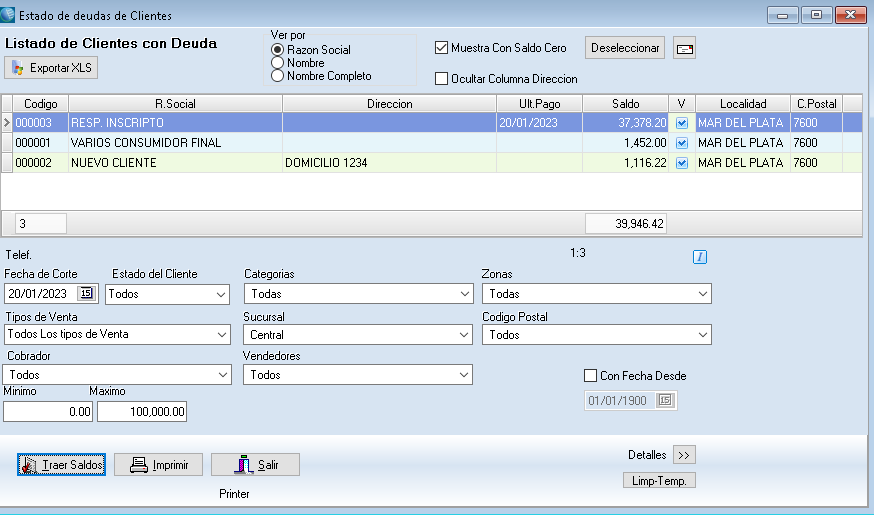 Estado de deudas de Clientes
Listado de Clientes con Deuda
Exportar XLS
Ver por
Razon Social
Nombre
Nombre Completo
Muestra Con Saldo Cero
Deseleccionar
Ocultar Columna Direccion
Codigo R.Social Direccion Ult.Pago Saldo V Localidad C.Postal
000003 RESP. INSCRIPTO 20/01/2023 37,378.20 MAR DEL PLATA 7600
000001 VARIOS CONSUMIDOR FINAL 1,452.00 MAR DEL PLATA 7600
000002 NUEVO CLIENTE DOMICILIO 1234 1,116.22 MAR DEL PLATA 7600
3 39,946.42
Telef. 1:3 I
Fecha de Corte Estado del Cliente Categorias Zonas
20/01/2023 15 Todos Todas Todas
Tipos de Venta Sucursal Codigo Postal
Todos Los tipos de Venta Central Todos
Cobrador Vendedores
Todos Todos Con Fecha Desde
Minimo Maximo
0.00 100,000.00 01/01/1900 15
Traer Saldos Imprimir Salir Detalles >>
Limp-Temp.
Printer